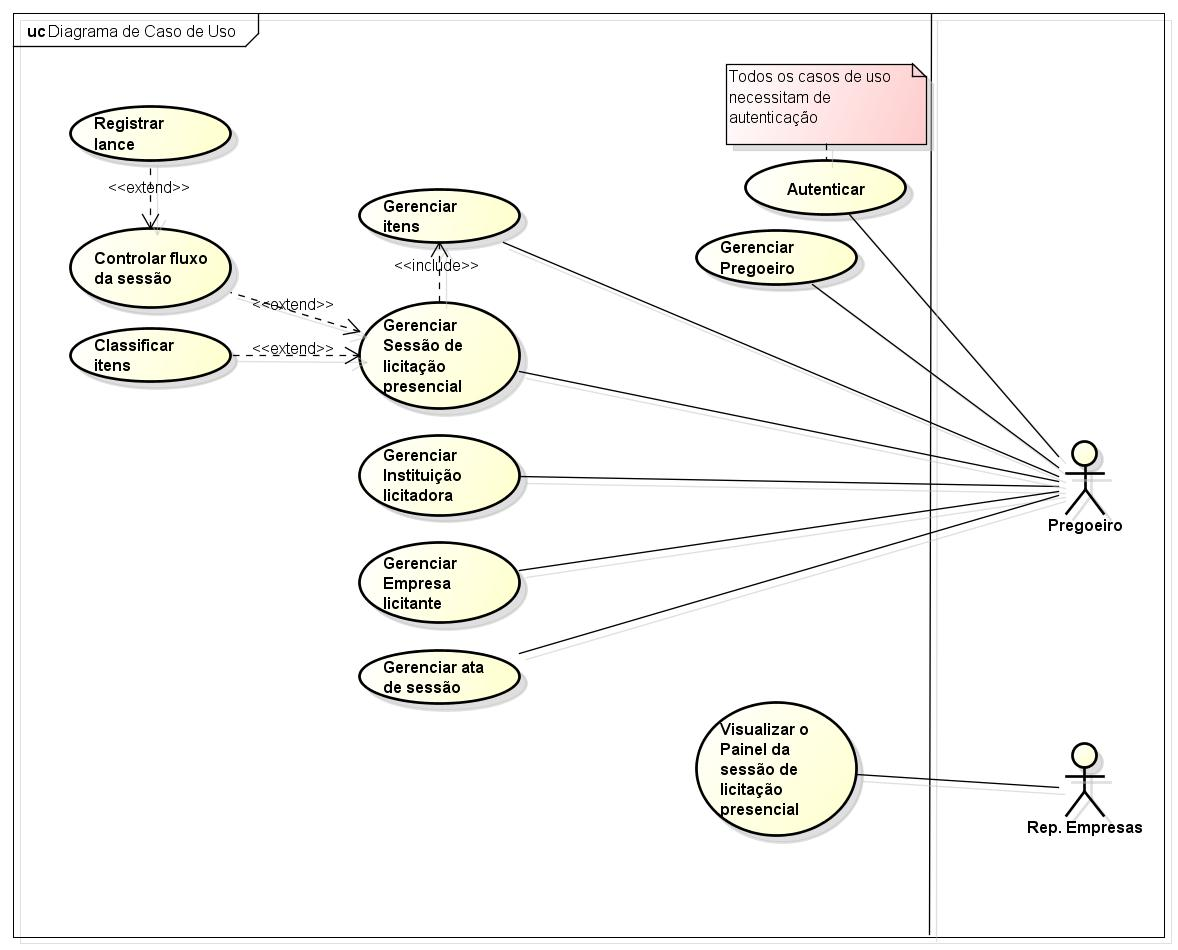 uc Diagrama de Caso de Uso
Todos os casos de uso
necessitam de
autenticação
Registrar
lance
<<extend>>
Autenticar
Gerenciar
itens
Gerenciar
Pregoeiro
Controlar fluxo
da sessão
<<include>>
<<extend>>
Gerenciar
Sessão de
licitação
presencial
Classificar
itens
<<extend>>
Gerenciar
Instituição
licitadora
Pregoeiro
Gerenciar
Empresa
licitante
Gerenciar ata
de sessão
Visualizar o
Painel da
sessão de
licitação
presencial
Rep. Empresas